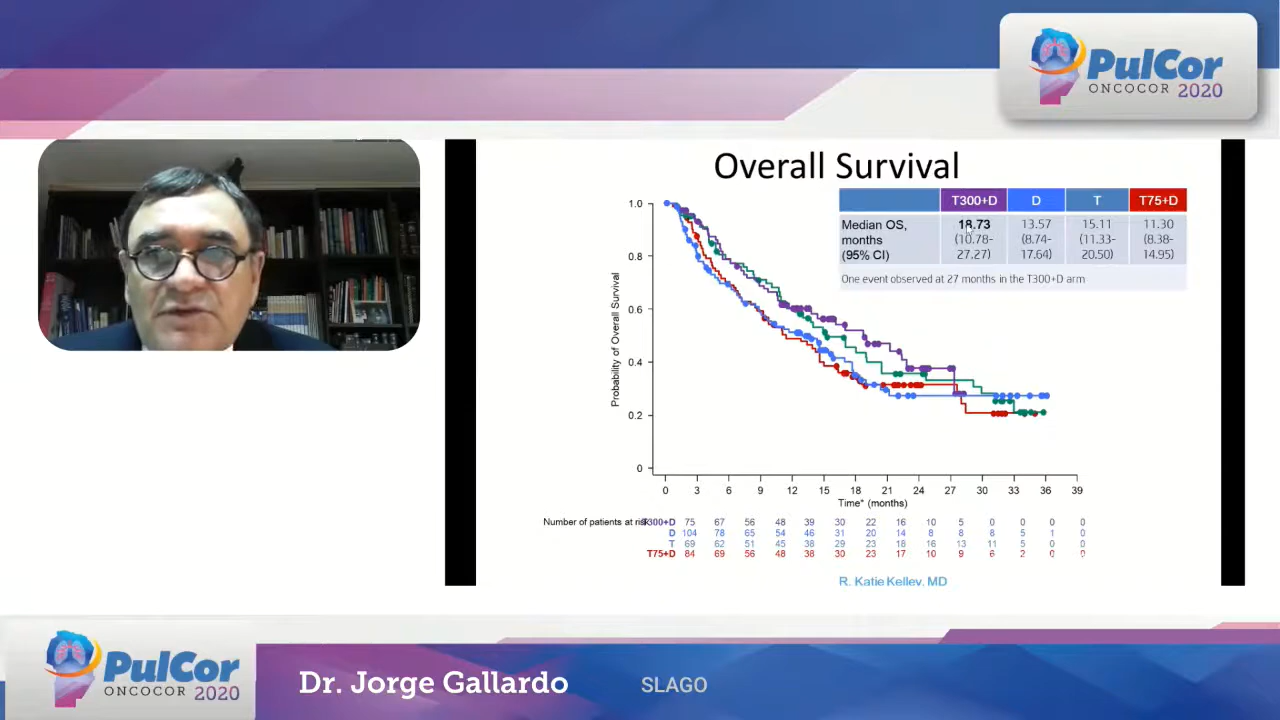 PulCor
ONCOCOR 2020
Overall Survival
T300+D D T T75+D
Median OS, months (95% CI) 18.73 (10.78-27.27) 13.57 (8.74-17.64) 15.11 (11.33-20.50) 11.30 (8.38-14.95)
One event observed at 27 months in the T300+D arm
Probability of Overall Survival
1.0
0.8
0.6
0.4
0.2
0
0 3 6 9 12 15 18 21 24 27 30 33 36 39
Time* (months)
Number of patients at risk T300+D 75 67 56 48 39 30 22 16 10 5 0 0 0 0
D 104 78 65 54 46 31 20 14 8 8 8 5 1 0
T 69 62 51 45 38 29 23 18 16 13 11 5 0 0
T75+D 84 69 56 48 38 30 23 17 10 9 6 2 0 0
R. Katie Kelley, MD
PulCor
ONCOCOR 2020
Dr. Jorge Gallardo SLAGO